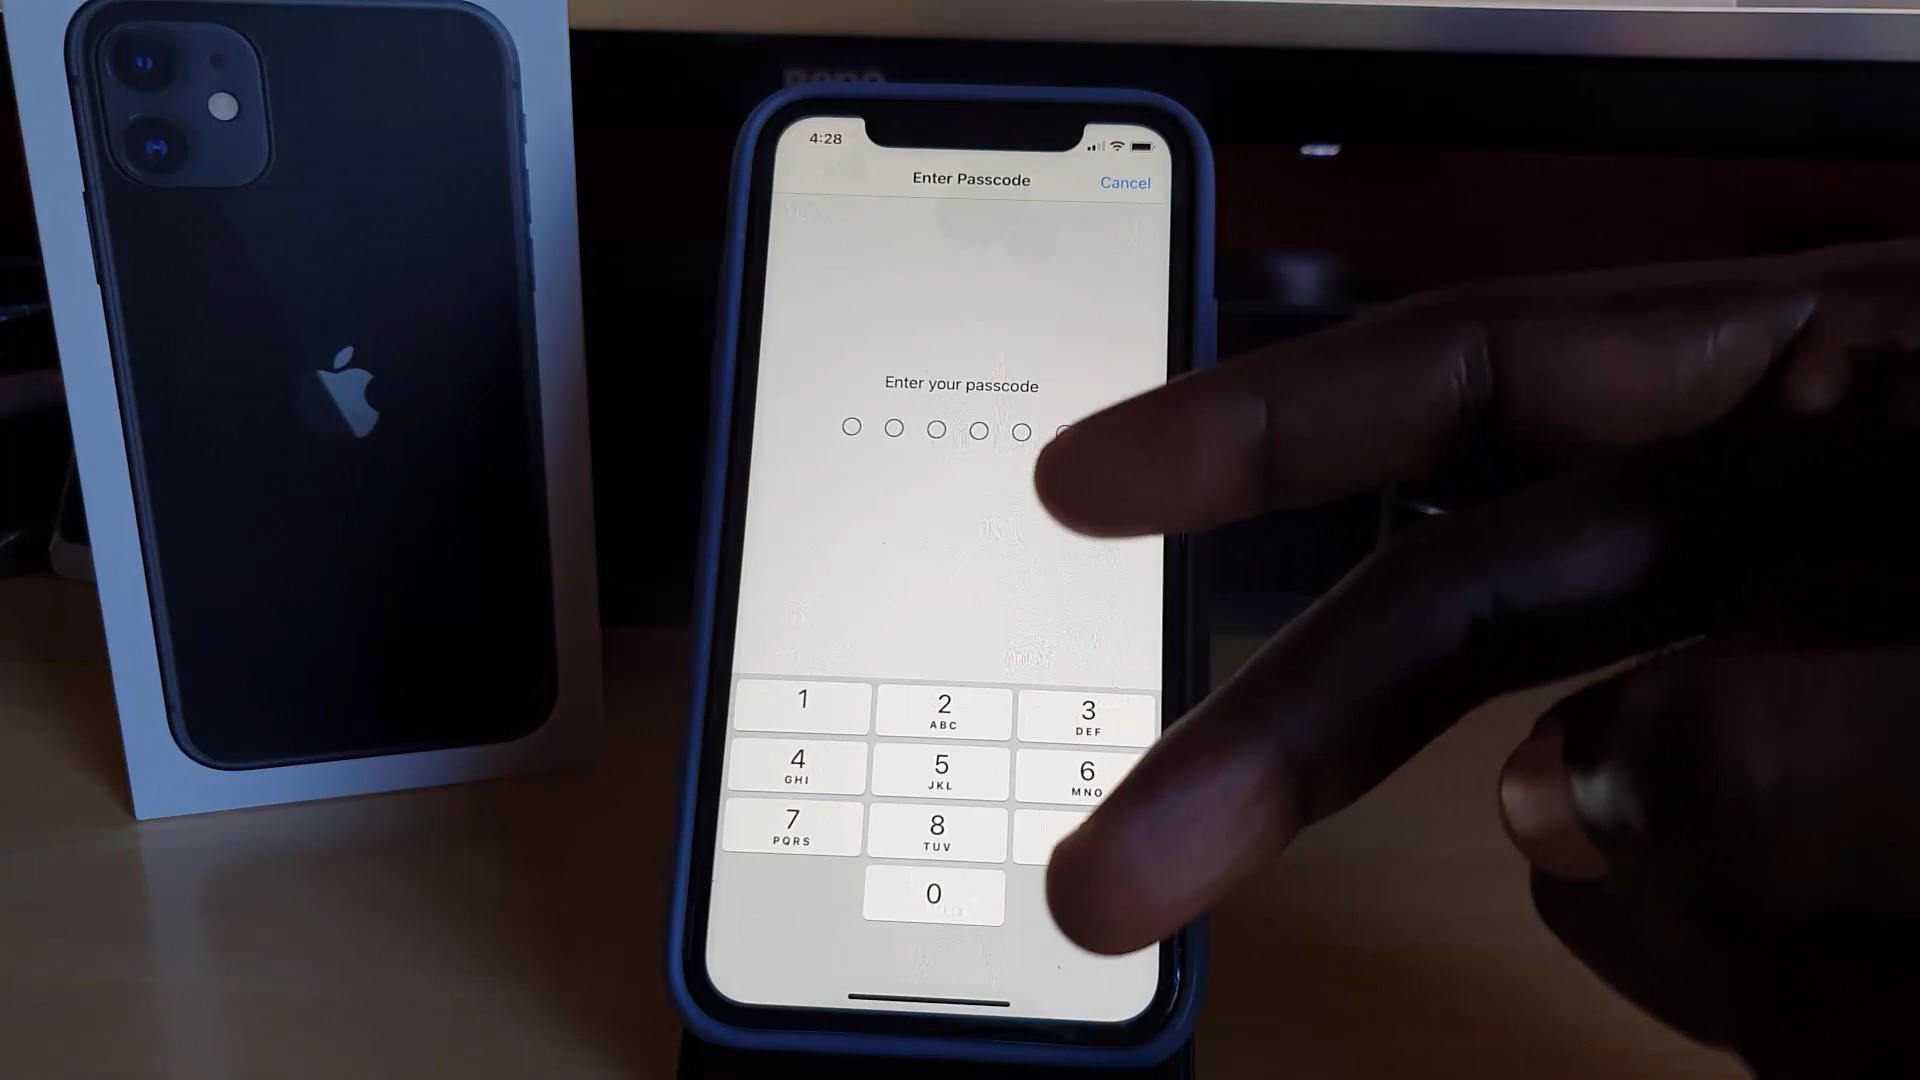 4:28
Enter Passcode
Cancel
Enter your passcode
1
2
ABC
3
DEF
4
GHI
5
JKL
6
MNO
7
PQRS
8
TUV
0